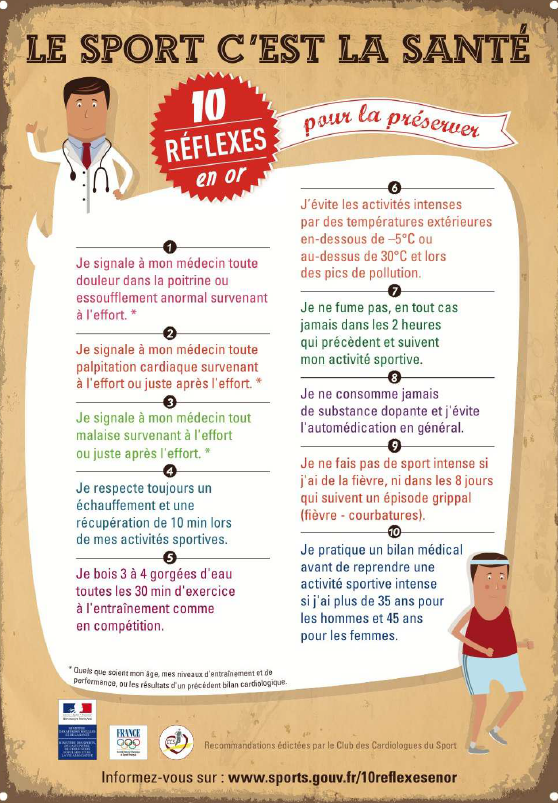 LE SPORT C'EST LA SANTÉ
10
RÉFLEXES
en or
pour la préserver
1
Je signale à mon médecin toute
douleur dans la poitrine ou
essoufflement anormal survenant
à l'effort. *
2
Je signale à mon médecin toute
palpitation cardiaque survenant
à l'effort ou juste après l'effort. *
3
Je signale à mon médecin tout
malaise survenant à l'effort
ou juste après l'effort. *
4
Je respecte toujours un
échauffement et une
récupération de 10 min lors
de mes activités sportives.
5
Je bois 3 à 4 gorgées d'eau
toutes les 30 min d'exercice
à l'entraînement comme
en compétition.
6
J'évite les activités intenses
par des températures extérieures
en-dessous de –5°C ou
au-dessus de 30°C et lors
des pics de pollution.
7
Je ne fume pas, en tout cas
jamais dans les 2 heures
qui précèdent et suivent
mon activité sportive.
8
Je ne consomme jamais
de substance dopante et j'évite
l'automédication en général.
9
Je ne fais pas de sport intense si
j'ai de la fièvre, ni dans les 8 jours
qui suivent un épisode grippal
(fièvre - courbatures).
10
Je pratique un bilan médical
avant de reprendre une
activité sportive intense
si j'ai plus de 35 ans pour
les hommes et 45 ans
pour les femmes.
* Quels que soient mon âge, mes niveaux d'entraînement et de
performance, ou les résultats d'un précédent bilan cardiologique.
FRANCE
Recommandations édictées par le Club des Cardiologues du Sport
Informez-vous sur : www.sports.gouv.fr/10reflexesenor